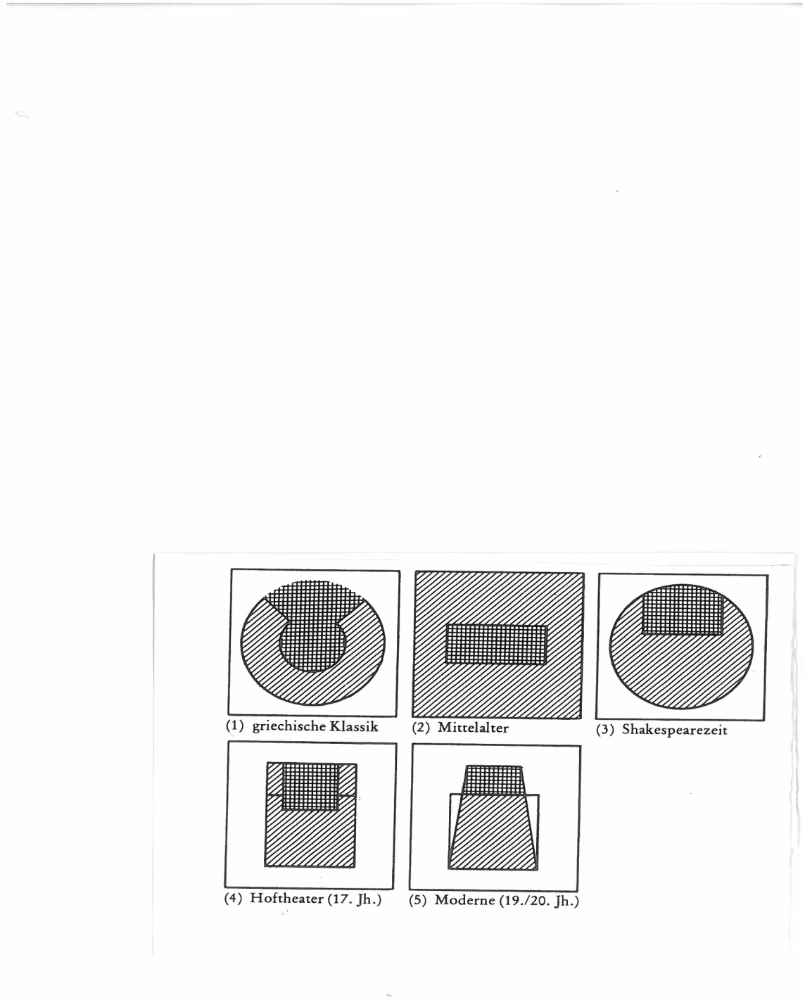 (1) griechische Klassik
(2) Mittelalter
(3) Shakespearezeit
(4) Hoftheater (17. Jh.)
(5) Moderne (19./20. Jh.)